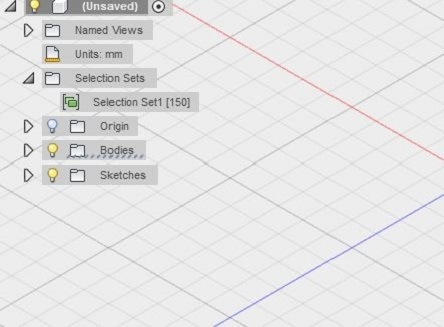 (Unsaved)
Named Views
Units: mm
Selection Sets
Selection Set1 [150]
Origin
Bodies
Sketches